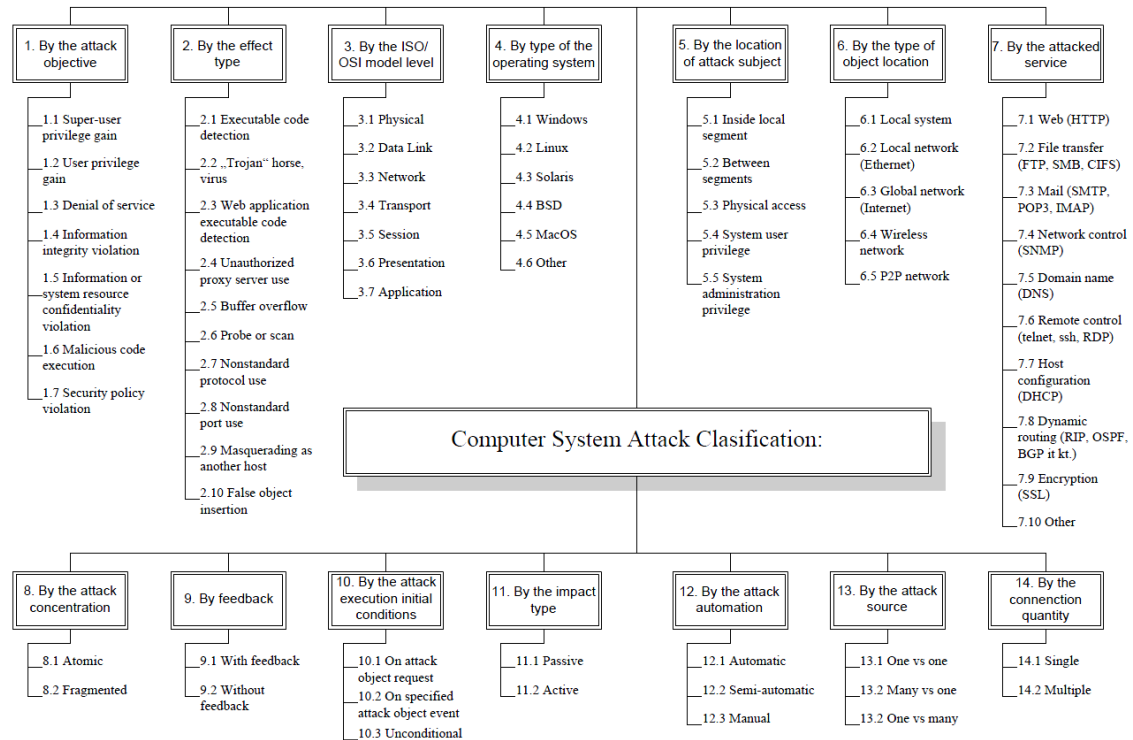 1. By the attack
objective
1.1 Super-user
privilege gain
1.2 User privilege
gain
1.3 Denial of service
1.4 Information
integrity violation
1.5 Information or
system resource
confidentiality
violation
1.6 Malicious code
execution
1.7 Security policy
violation
2. By the effect
type
2.1 Executable code
detection
2.2 „Trojan“ horse,
virus
2.3 Web application
executable code
detection
2.4 Unauthorized
proxy server use
2.5 Buffer overflow
2.6 Probe or scan
2.7 Nonstandard
protocol use
2.8 Nonstandard
port use
2.9 Masquerading as
another host
2.10 False object
insertion
3. By the ISO/
OSI model level
3.1 Physical
3.2 Data Link
3.3 Network
3.4 Transport
3.5 Session
3.6 Presentation
3.7 Application
4. By type of the
operating system
4.1 Windows
4.2 Linux
4.3 Solaris
4.4 BSD
4.5 MacOS
4.6 Other
5. By the location
of attack subject
5.1 Inside local
segment
5.2 Between
segments
5.3 Physical access
5.4 System user
privilege
5.5 System
administration
privilege
6. By the type of
object location
6.1 Local system
6.2 Local network
(Ethernet)
6.3 Global network
(Internet)
6.4 Wireless
network
6.5 P2P network
7. By the attacked
service
7.1 Web (HTTP)
7.2 File transfer
(FTP, SMB, CIFS)
7.3 Mail (SMTP,
POP3, IMAP)
7.4 Network control
(SNMP)
7.5 Domain name
(DNS)
7.6 Remote control
(telnet, ssh, RDP)
7.7 Host
configuration
(DHCP)
7.8 Dynamic
routing (RIP, OSPF,
BGP it kt.)
7.9 Encryption
(SSL)
7.10 Other
Computer System Attack Clasification:
8. By the attack
concentration
8.1 Atomic
8.2 Fragmented
9. By feedback
9.1 With feedback
9.2 Without
feedback
10. By the attack
execution initial
conditions
10.1 On attack
object request
10.2 On specified
attack object event
10.3 Unconditional
11. By the impact
type
11.1 Passive
11.2 Active
12. By the attack
automation
12.1 Automatic
12.2 Semi-automatic
12.3 Manual
13. By the attack
source
13.1 One vs one
13.2 Many vs one
13.2 One vs many
14. By the
connenction
quantity
14.1 Single
14.2 Multiple